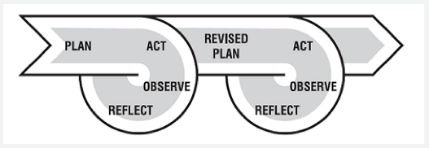 PLAN
ACT
OBSERVE
REFLECT
REVISED
PLAN
ACT
OBSERVE
REFLECT